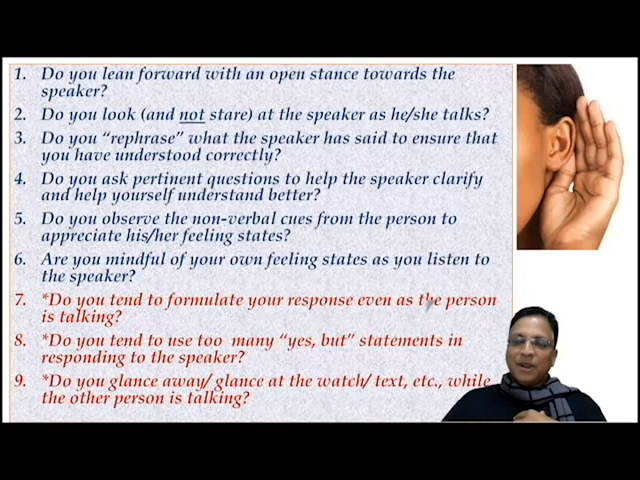 1. Do you lean forward with an open stance towards the
speaker?
2. Do you look (and not stare) at the speaker as he/she talks?
3. Do you “rephrase” what the speaker has said to ensure that
you have understood correctly?
4. Do you ask pertinent questions to help the speaker clarify
and help yourself understand better?
5. Do you observe the non-verbal cues from the person to
appreciate his/her feeling states?
6. Are you mindful of your own feeling states as you listen to
the speaker?
7. *Do you tend to formulate your response even as the person
is talking?
8. *Do you tend to use too many “yes, but” statements in
responding to the speaker?
9. *Do you glance away/ glance at the watch/ text, etc., while
the other person is talking?